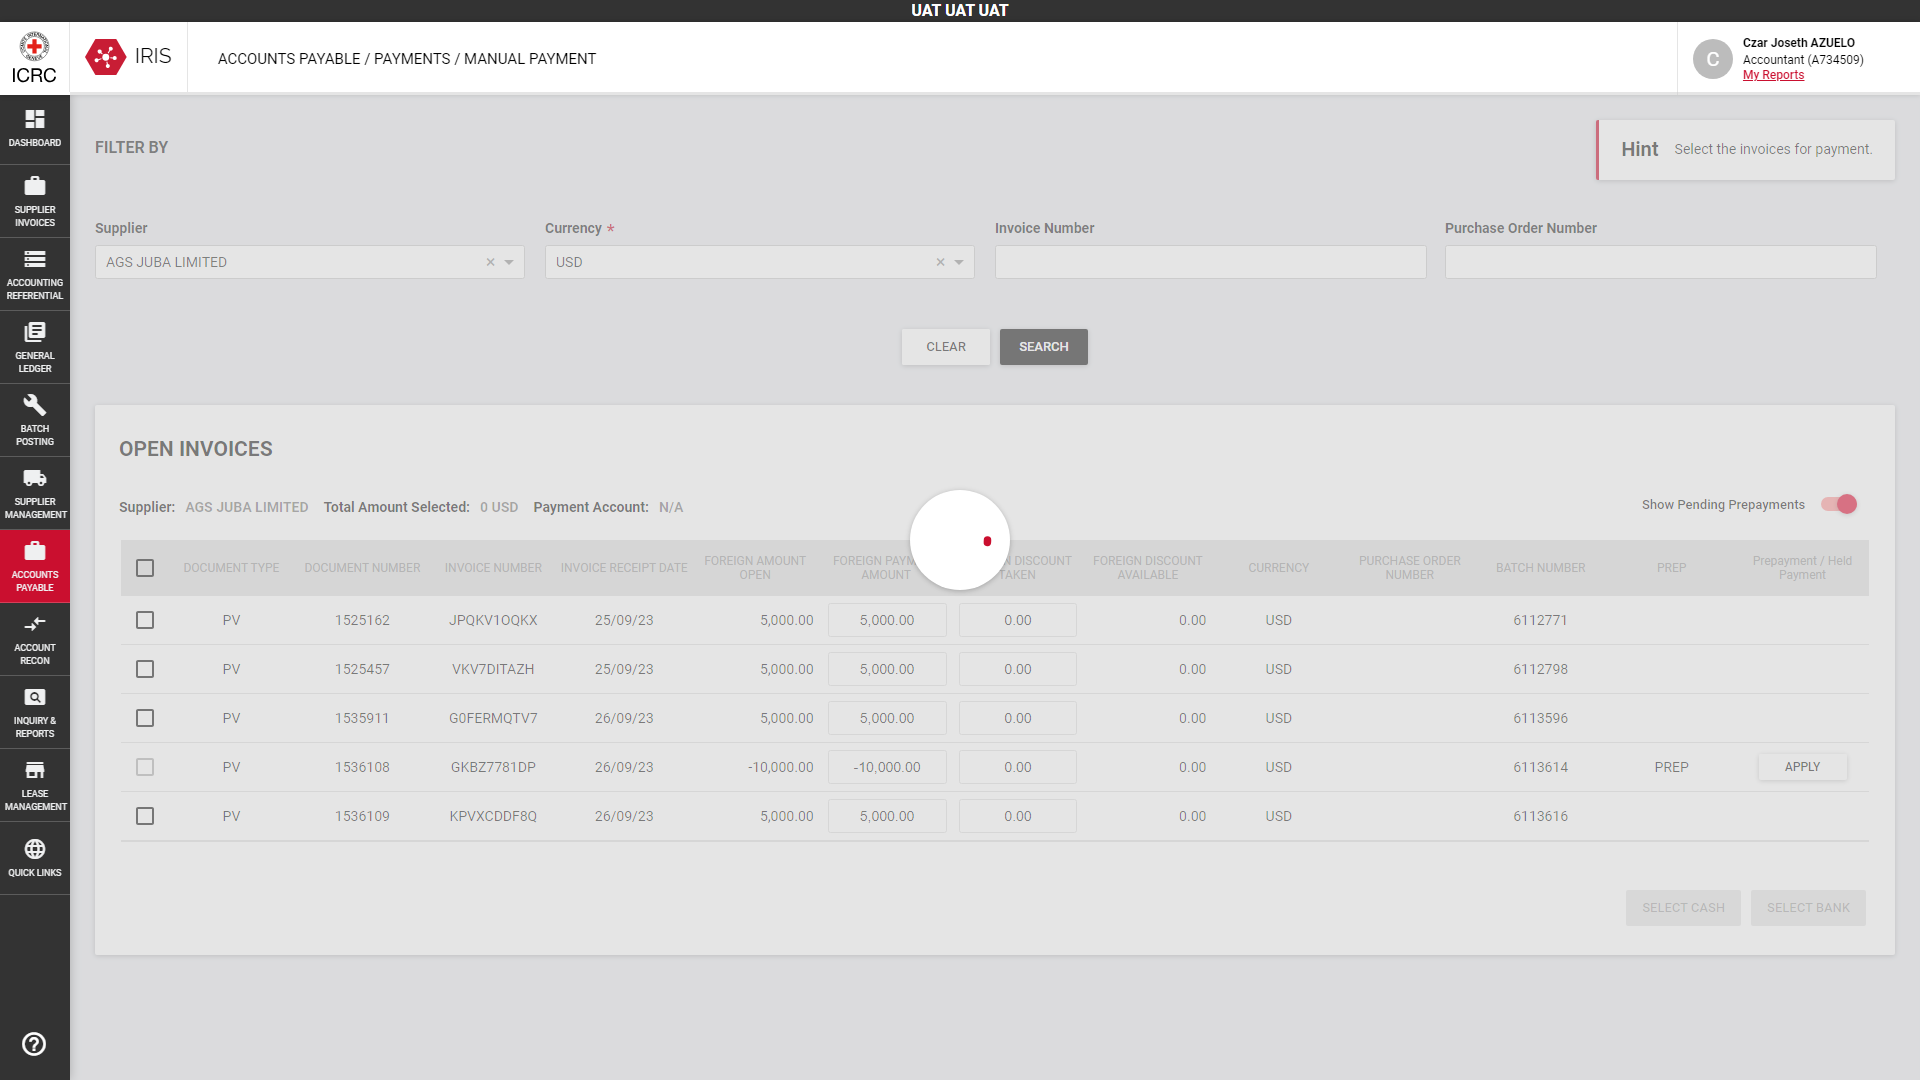 UAT UAT UAT
ICRC
IRIS
ACCOUNTS PAYABLE / PAYMENTS / MANUAL PAYMENT
C
Czar Joseth AZUELO
Accountant (A734509)
My Reports
DASHBOARD
SUPPLIER INVOICES
ACCOUNTING REFERENTIAL
GENERAL LEDGER
BATCH POSTING
SUPPLIER MANAGEMENT
ACCOUNTS PAYABLE
ACCOUNT RECON
INQUIRY & REPORTS
LEASE MANAGEMENT
QUICK LINKS
FILTER BY
Hint Select the invoices for payment.
Supplier Currency * Invoice Number Purchase Order Number
AGS JUBA LIMITED × USD ×
CLEAR SEARCH
OPEN INVOICES
Supplier: AGS JUBA LIMITED Total Amount Selected: 0 USD Payment Account: N/A Show Pending Prepayments
DOCUMENT TYPE DOCUMENT NUMBER INVOICE NUMBER INVOICE RECEIPT DATE FOREIGN AMOUNT OPEN FOREIGN AMOUNT DISCOUNT TAKEN FOREIGN DISCOUNT AVAILABLE CURRENCY PURCHASE ORDER NUMBER BATCH NUMBER PREP Prepayment / Held Payment
PV 1525162 JPQKV1OQKX 25/09/23 5,000.00 5,000.00 0.00 0.00 USD 6112771
PV 1525457 VKV7DITAZH 25/09/23 5,000.00 5,000.00 0.00 0.00 USD 6112798
PV 1535911 G0FERMQTV7 26/09/23 5,000.00 5,000.00 0.00 0.00 USD 6113596
PV 1536108 GKBZ7781DP 26/09/23 -10,000.00 -10,000.00 0.00 0.00 USD 6113614 PREP APPLY
PV 1536109 KPVXCDDF8Q 26/09/23 5,000.00 5,000.00 0.00 0.00 USD 6113616
SELECT CASH SELECT BANK